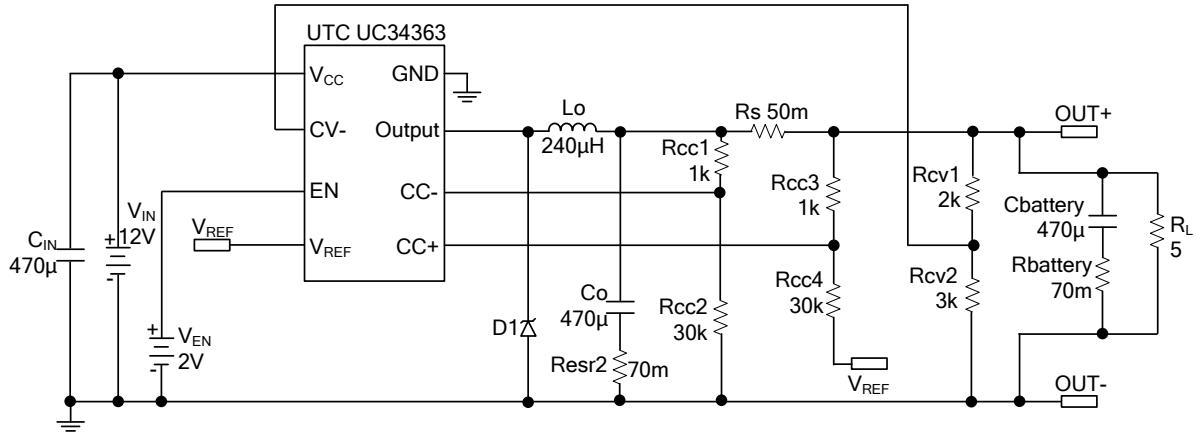 UTC UC34363
VCC
GND
CV-
Output
EN
CC-
VREF
CC+
Lo
240μH
Rs 50m
OUT+
Rcc1
1k
Rcc3
1k
Rcv1
2k
Cbattery
470μ
Rbattery
70m
RL
5
CIN
470μ
VIN
12V
VREF
VEN
2V
D1
Co
470μ
Resr2
70m
Rcc2
30k
Rcc4
30k
VREF
Rcv2
3k
OUT-
+
-
+
-